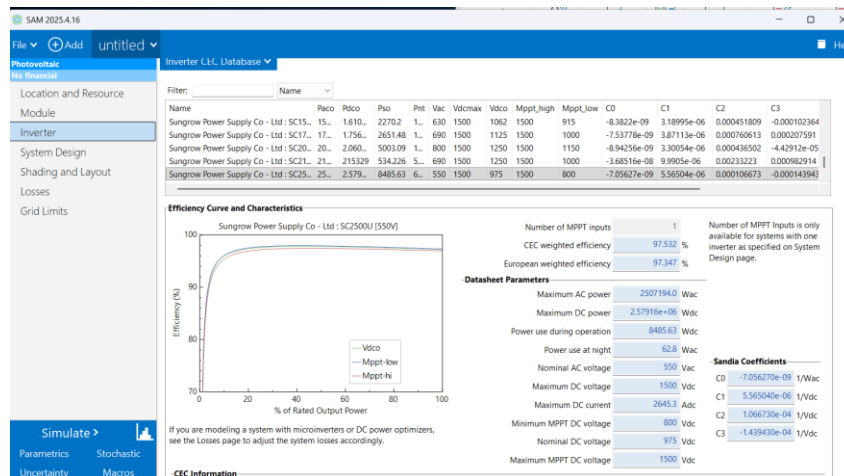 SAM 2025.4.16
File Add untitled
Photovoltaic
No financial
Location and Resource
Module
Inverter
System Design
Shading and Layout
Losses
Grid Limits
Simulate >
Parametrics Stochastic
Uncertainty Macros
Inverter CEC Database
Filter: Name
Name Paco Pdco Pso Pnt Vac Vdcmax Vdco Mppt_high Mppt_low C0 C1 C2 C3
Sungrow Power Supply Co - Ltd : SC15... 15... 1.610... 2270.2 1... 630 1500 1062 1500 915 -8.3822e-09 3.18995e-06 0.000451809 -0.000102364
Sungrow Power Supply Co - Ltd : SC17... 17... 1.756... 2651.48 1... 690 1500 1125 1500 1000 -7.53778e-09 3.87113e-06 0.000760613 0.000207591
Sungrow Power Supply Co - Ltd : SC20... 20... 2.060... 5003.09 1... 800 1500 1250 1500 1150 -8.94256e-09 3.30054e-06 0.000436502 -4.42912e-05
Sungrow Power Supply Co - Ltd : SC21... 21... 215329 534.226 5... 690 1500 1250 1500 1000 -3.68516e-08 9.9905e-06 0.00233223 0.000982914
Sungrow Power Supply Co - Ltd : SC25... 25... 2.579... 8485.63 6... 550 1500 975 1500 800 -7.05627e-09 5.56504e-06 0.000106673 -0.000143943
Efficiency Curve and Characteristics
Sungrow Power Supply Co - Ltd : SC2500U [550V]
100
90
80
70
Efficiency (%)
Vdco
Mppt-low
Mppt-hi
0 20 40 60 80 100
% of Rated Output Power
If you are modeling a system with microinverters or DC power optimizers,
see the Losses page to adjust the system losses accordingly.
Number of MPPT inputs 1
CEC weighted efficiency 97.532 %
European weighted efficiency 97.347 %
Number of MPPT Inputs is only
available for systems with one
inverter as specified on System
Design page.
Datasheet Parameters
Maximum AC power 2507194.0 Wac
Maximum DC power 2.57916e+06 Wdc
Power use during operation 8485.63 Wdc
Power use at night 62.8 Wac
Nominal AC voltage 550 Vac
Maximum DC voltage 1500 Vdc
Maximum DC current 2645.3 Adc
Minimum MPPT DC voltage 800 Vdc
Nominal DC voltage 975 Vdc
Maximum MPPT DC voltage 1500 Vdc
Sandia Coefficients
C0 -7.056270e-09 1/Wac
C1 5.565040e-06 1/Vdc
C2 1.066730e-04 1/Vdc
C3 -1.439430e-04 1/Vdc
CEC Information